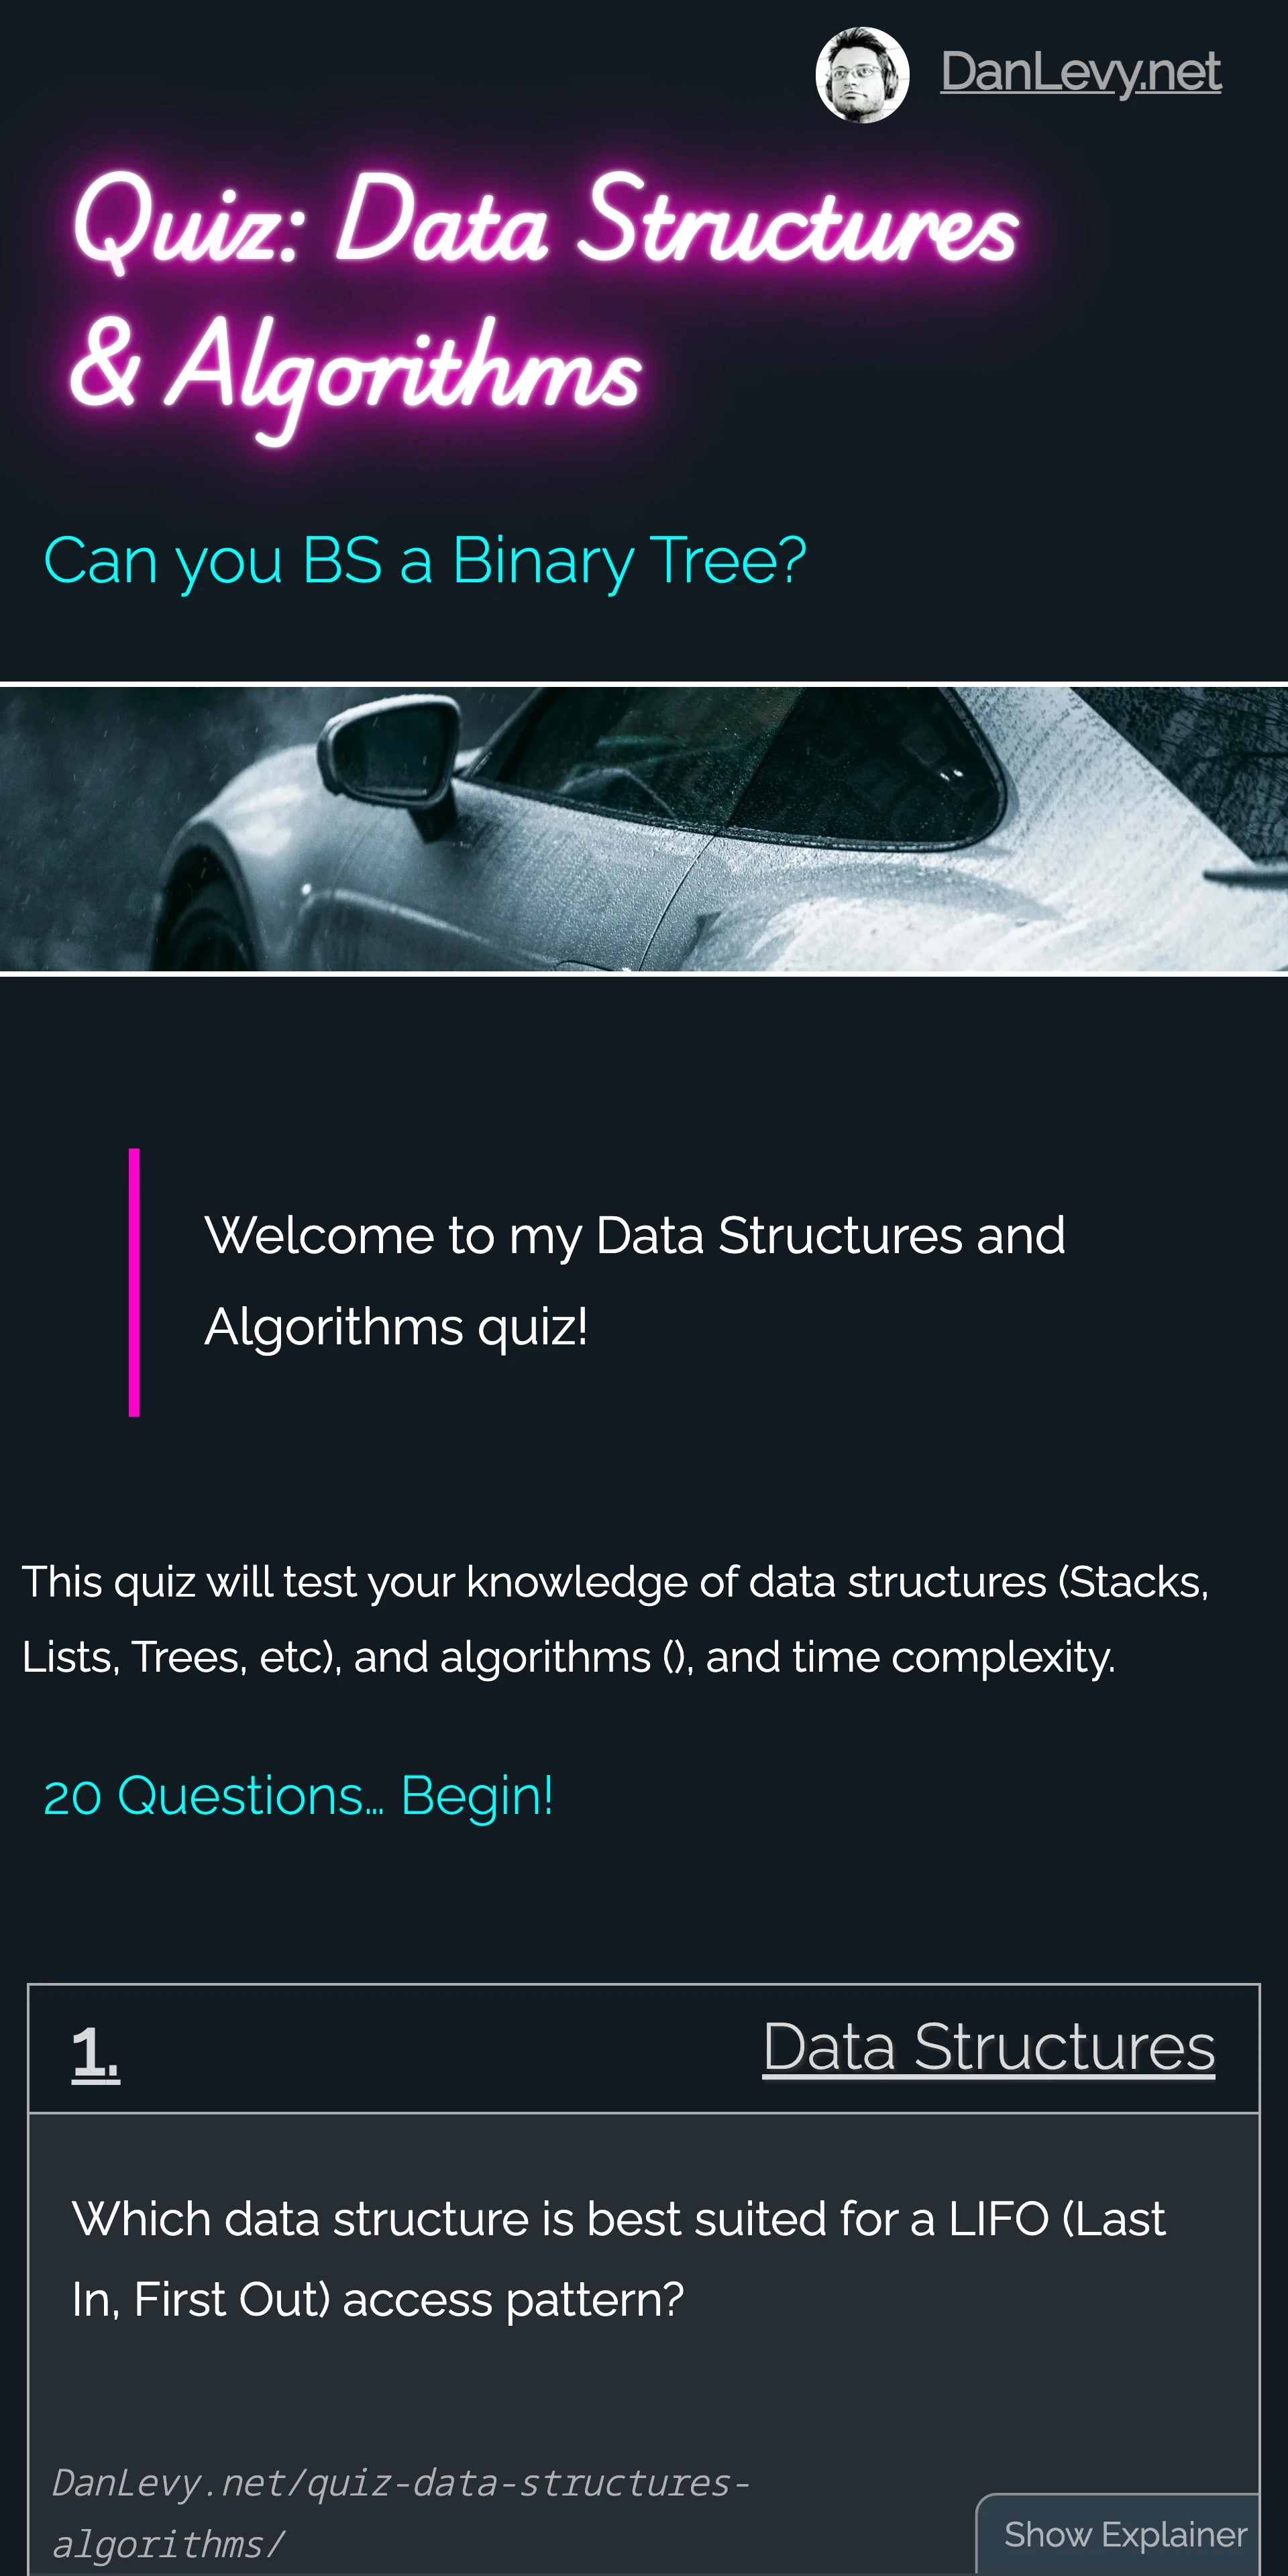 DanLevy.net
Quiz: Data Structures
& Algorithms
Can you BS a Binary Tree?
Welcome to my Data Structures and
Algorithms quiz!
This quiz will test your knowledge of data structures (Stacks,
Lists, Trees, etc), and algorithms (), and time complexity.
20 Questions… Begin!
1.
Data Structures
Which data structure is best suited for a LIFO (Last
In, First Out) access pattern?
DanLevy.net/quiz-data-structures-
algorithms/
Show Explainer